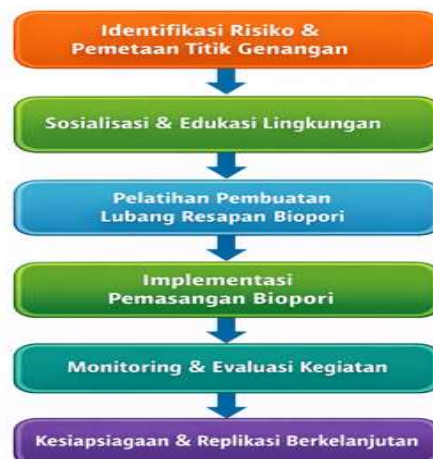 Identifikasi Risiko &
Pemetaan Titik Genangan
Sosialisasi & Edukasi Lingkungan
Pelatihan Pembuatan
Lubang Resapan Biopori
Implementasi
Pemasangan Biopori
Monitoring & Evaluasi Kegiatan
Kesiapsiagaan & Replikasi Berkelanjutan